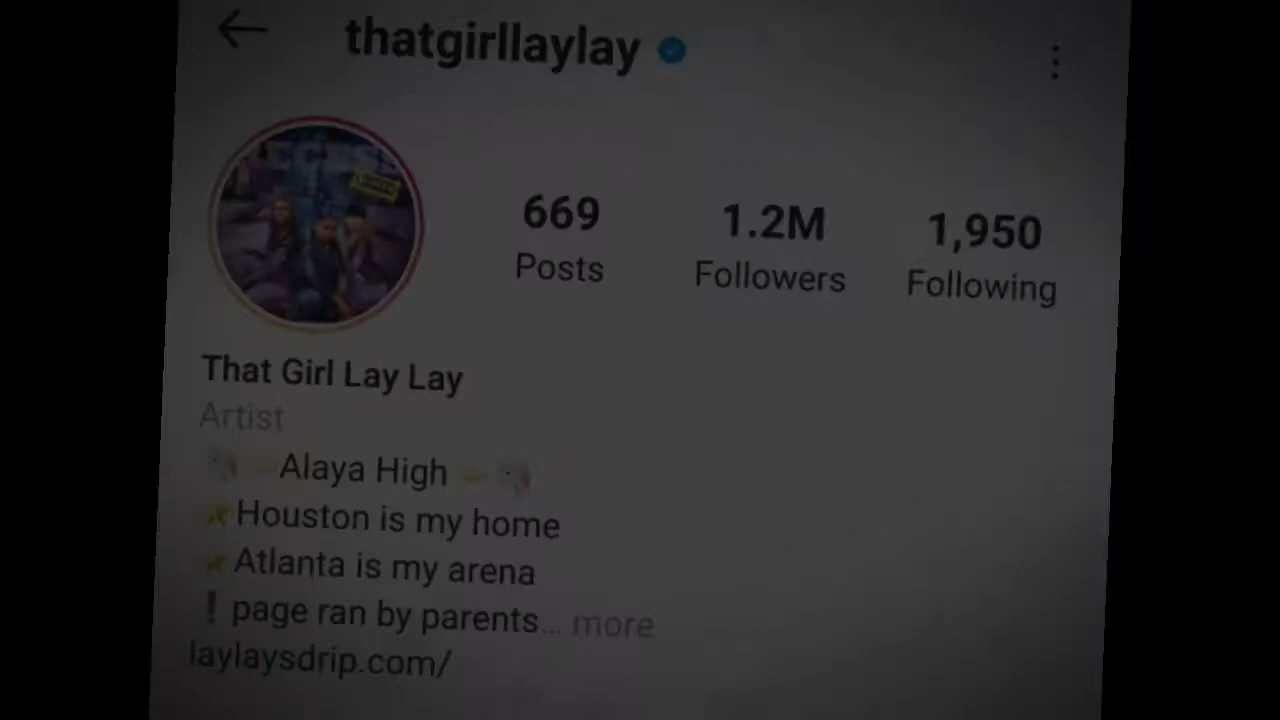 thatgirllaylay
669
1.2M
1,950
Posts
Followers
Following
That Girl Lay Lay
Artist
Alaya High
Houston is my home
Atlanta is my arena
❗ page ran by parents... more
laylaysdrip.com/